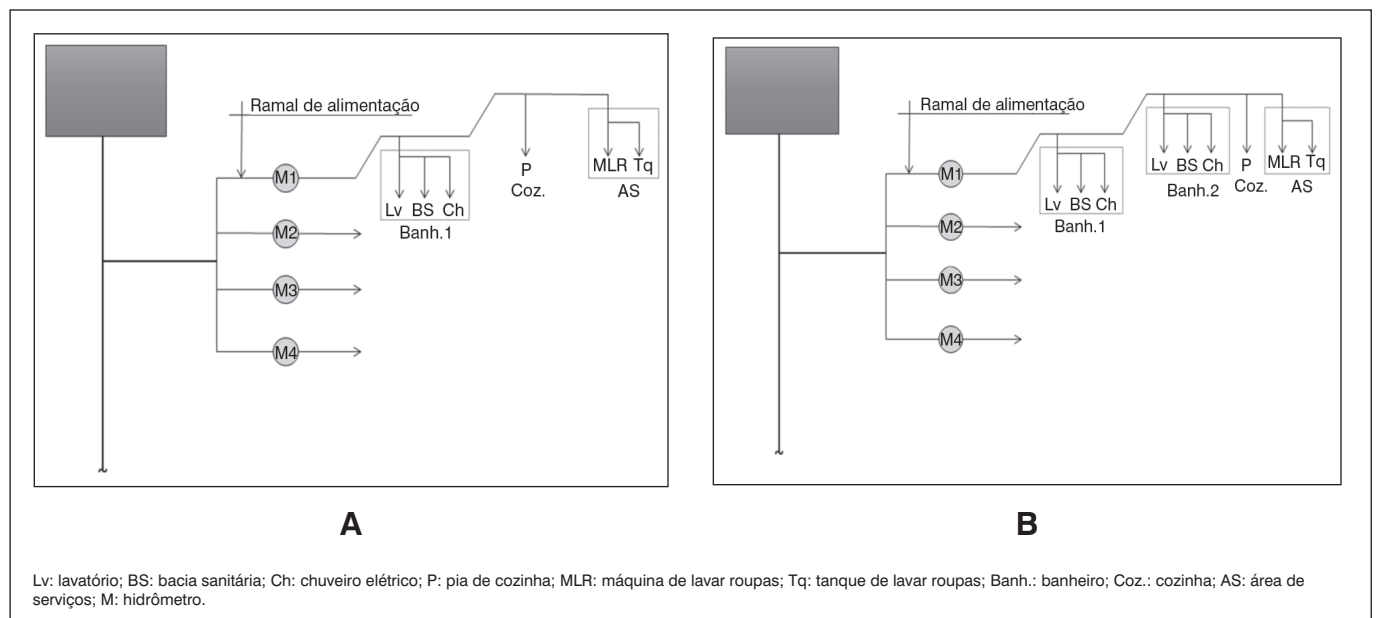 Ramal de alimentação
M1
P
Coz.
MLR Tq
AS
Lv BS Ch
Banh.1
M2
M3
M4
A
Ramal de alimentação
M1
Lv BS Ch
Banh.2
P
Coz.
MLR Tq
AS
Lv BS Ch
Banh.1
M2
M3
M4
B
Lv: lavatório; BS: bacia sanitária; Ch: chuveiro elétrico; P: pia de cozinha; MLR: máquina de lavar roupas; Tq: tanque de lavar roupas; Banh.: banheiro; Coz.: cozinha; AS: área de
serviços; M: hidrômetro.